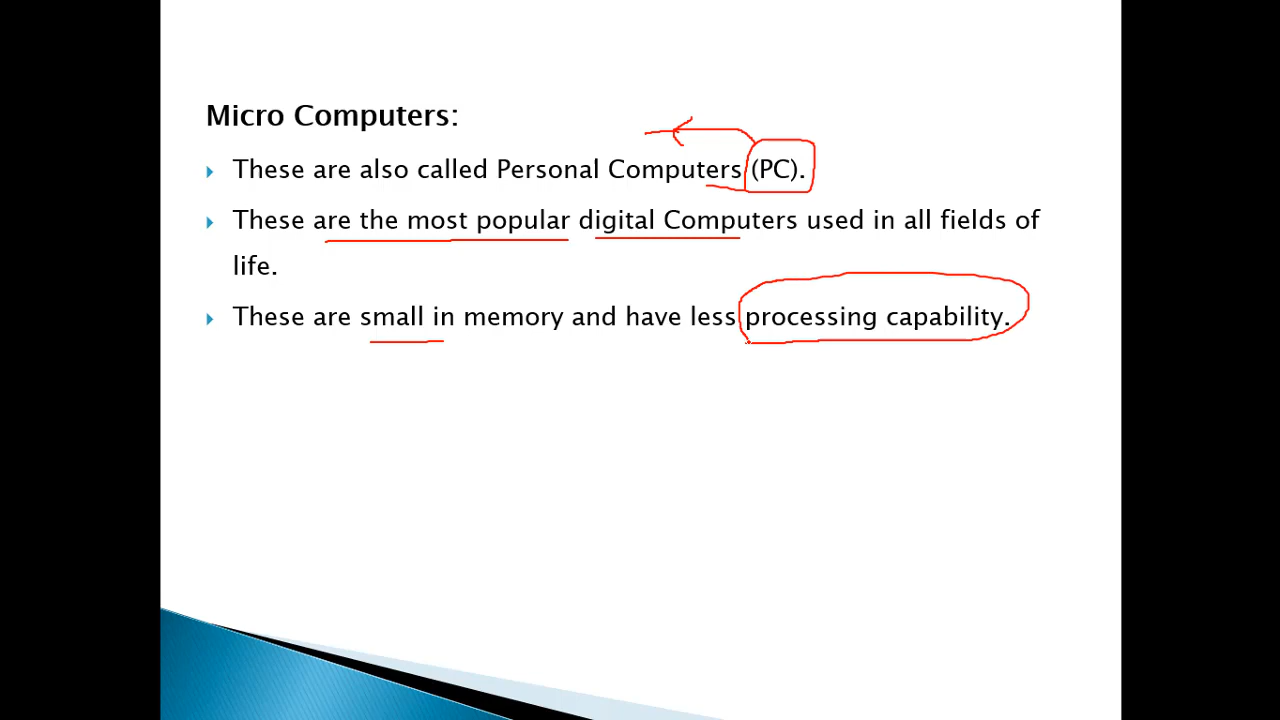 Micro Computers:
These are also called Personal Computers (PC).
These are the most popular digital Computers used in all fields of
life.
These are small in memory and have less processing capability.